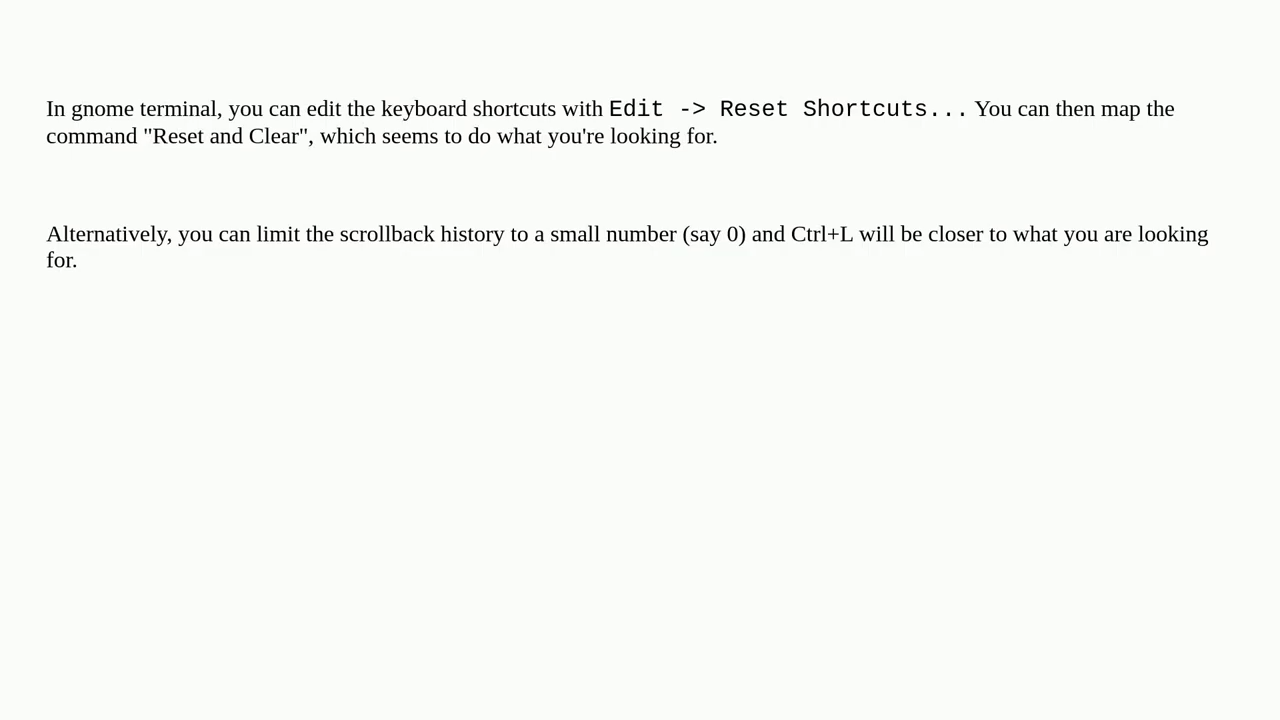 In gnome terminal, you can edit the keyboard shortcuts with Edit -> Reset Shortcuts... You can then map the
command "Reset and Clear", which seems to do what you're looking for.
Alternatively, you can limit the scrollback history to a small number (say 0) and Ctrl+L will be closer to what you are looking
for.